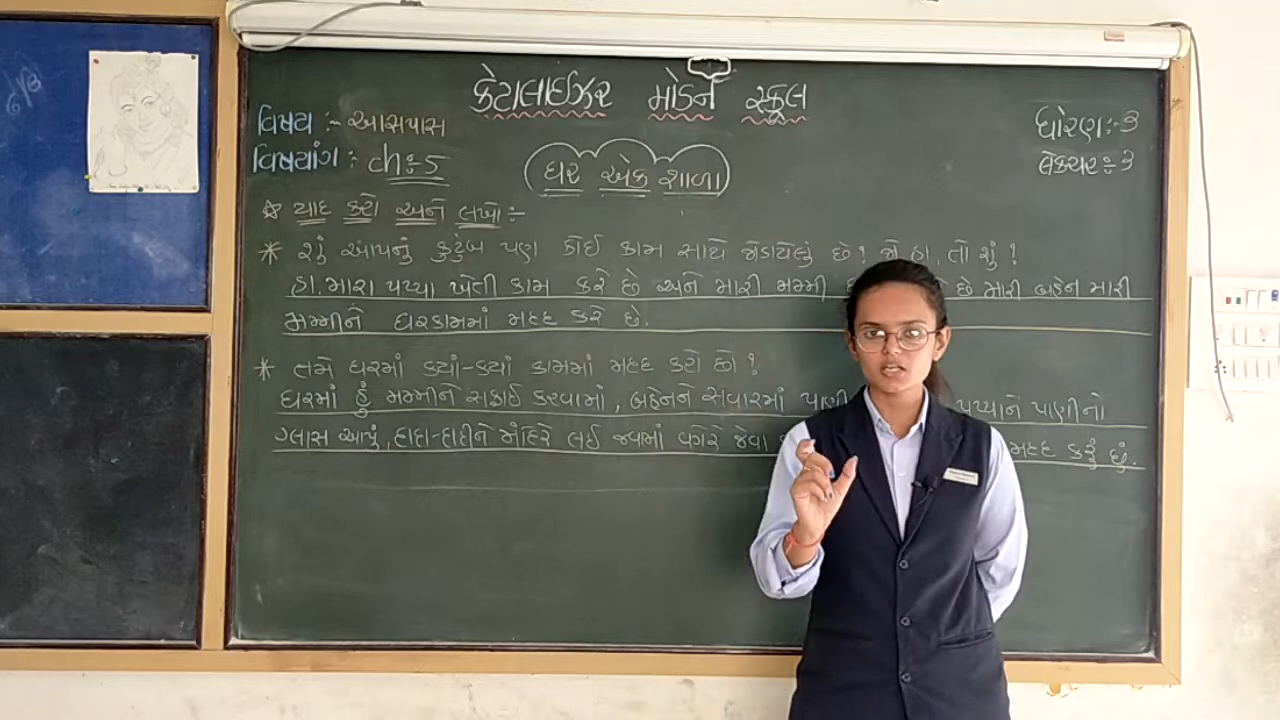 કેટાલાઈઝર મોડર્ન સ્કૂલ
વિષય :- આસપાસ
ધોરણ:-૩
વિષયાંગ :- ch:-5
લેક્ચર:-૩
ઘર એક શાળા
☆ યાદ કરો અને લખો :-
* શું આપનું કુટુંબ પણ કોઈ કામ સાથે જોડાયેલું છે? જો હા, તો શું?
હા. મારા પપ્પા ખેતી કામ કરે છે અને મારી મમ્મી છે મારી બહેન મારી
મમ્મીને ઘરકામમાં મદદ કરે છે.
* તમે ઘરમાં ક્યાં-ક્યાં કામમાં મદદ કરો છો?
ઘરમાં હું મમ્મીને સફાઈ કરવામાં, બહેનને સવારમાં પાણી પપ્પાને પાણીનો
ગ્લાસ આપું, દાદા-દાદીને મંદિરે લઈ જવામાં વગેરે જેવા મદદ કરું છું.